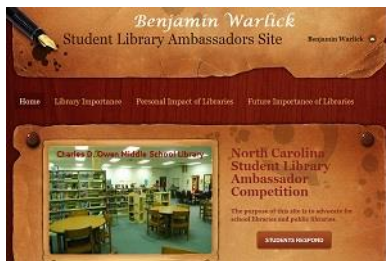 Benjamin Warlick
Student Library Ambassadors Site
Benjamin Warlick
Home Library Importance Personal Impact of Libraries Future Importance of Libraries
Charles D. Owen Middle School Library
North Carolina
Student Library
Ambassador
Competition
The purpose of this site is to advocate for
school libraries and public libraries.
STUDENTS RESPOND